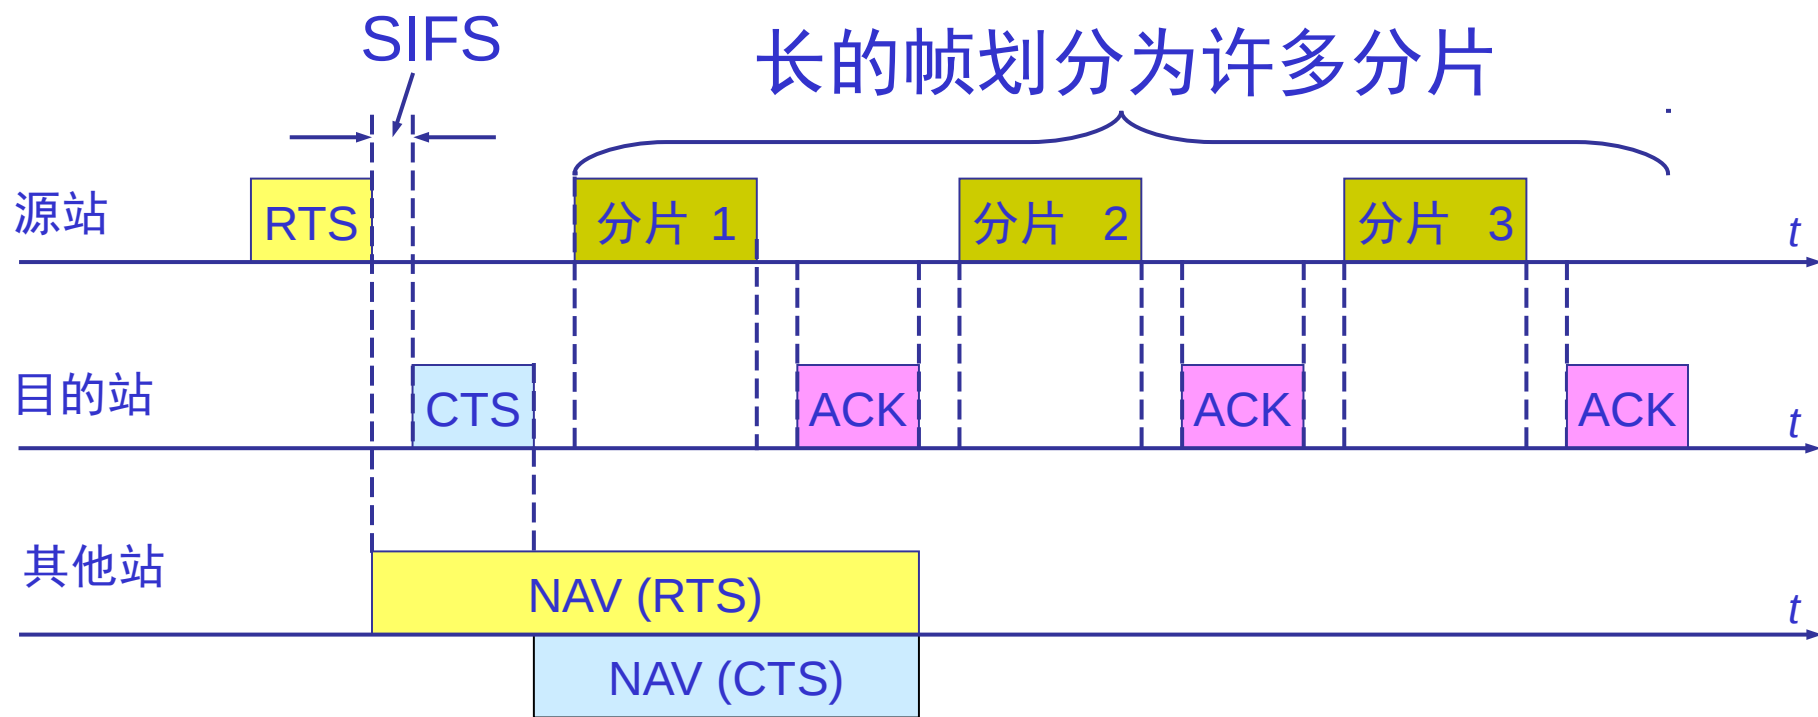 SIFS
长的帧划分为许多分片
源站
RTS
分片 1
分片 2
分片 3
t
目的站
CTS
ACK
ACK
ACK
t
其他站
NAV (RTS)
t
NAV (CTS)